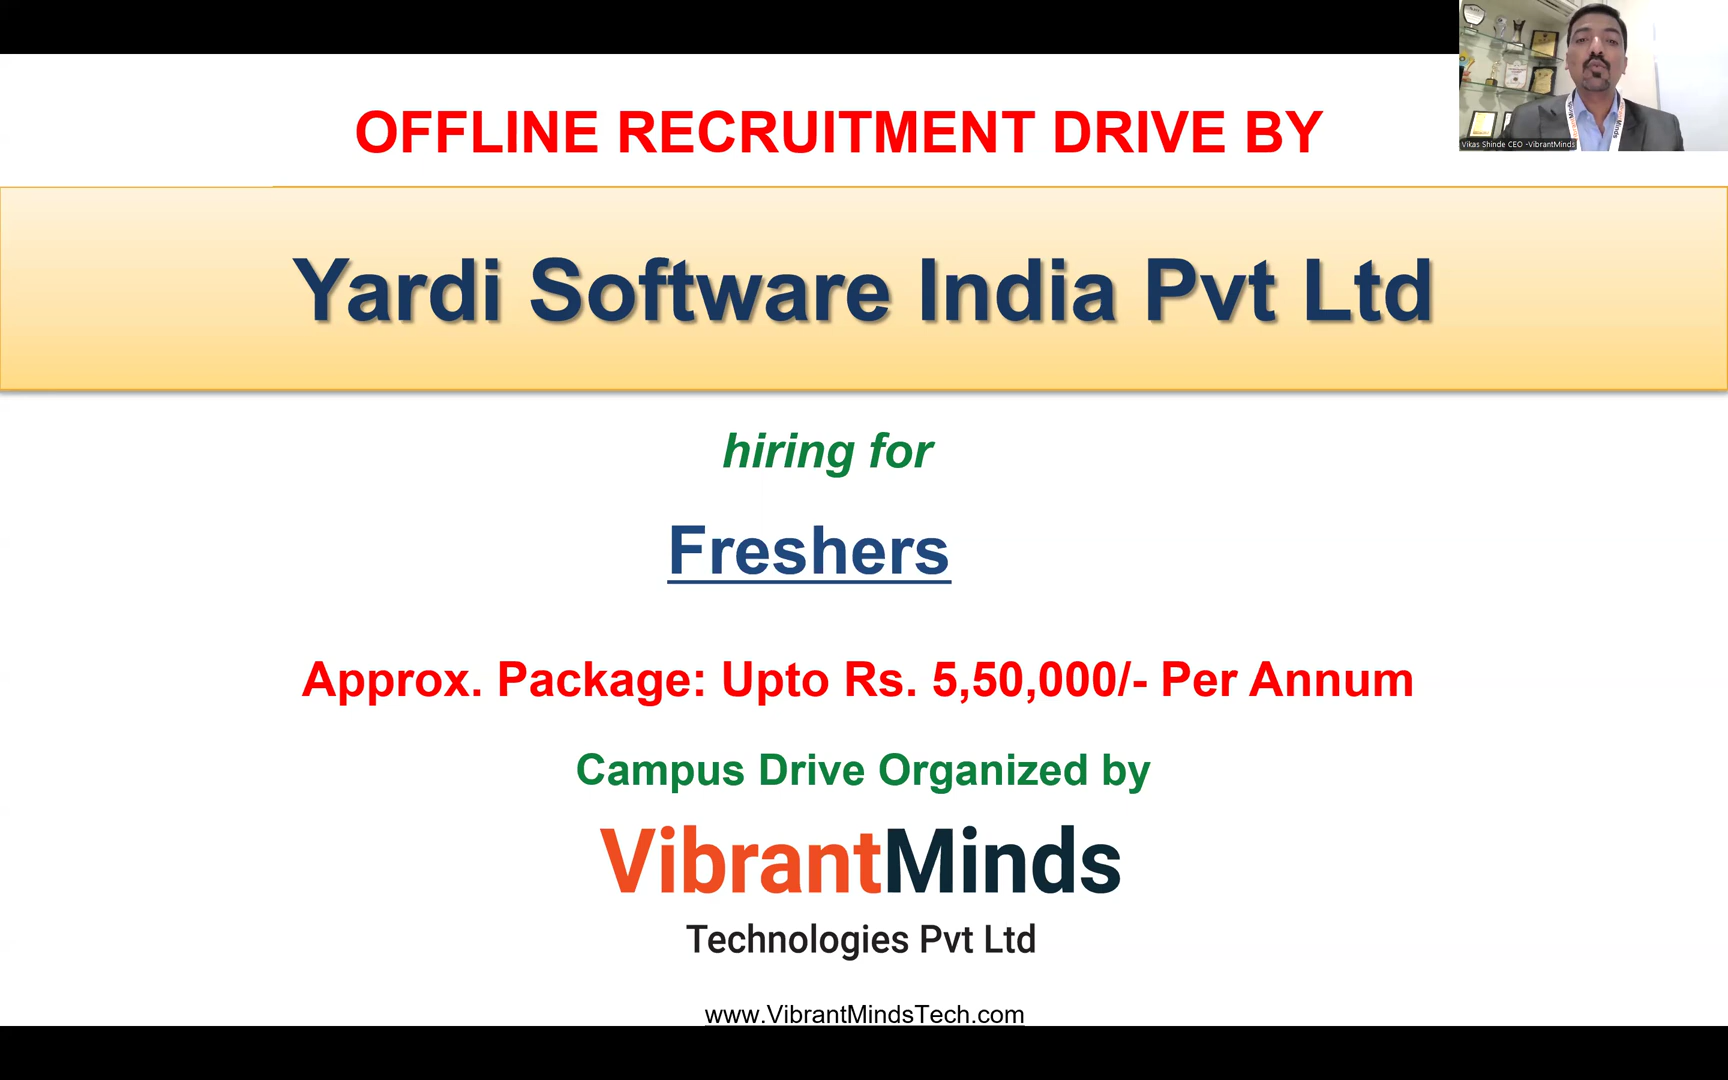 OFFLINE RECRUITMENT DRIVE BY
Vikas Shinde CEO -VibrantMinds
Yardi Software India Pvt Ltd
hiring for
Freshers
Approx. Package: Upto Rs. 5,50,000/- Per Annum
Campus Drive Organized by
VibrantMinds
Technologies Pvt Ltd
www.VibrantMindsTech.com